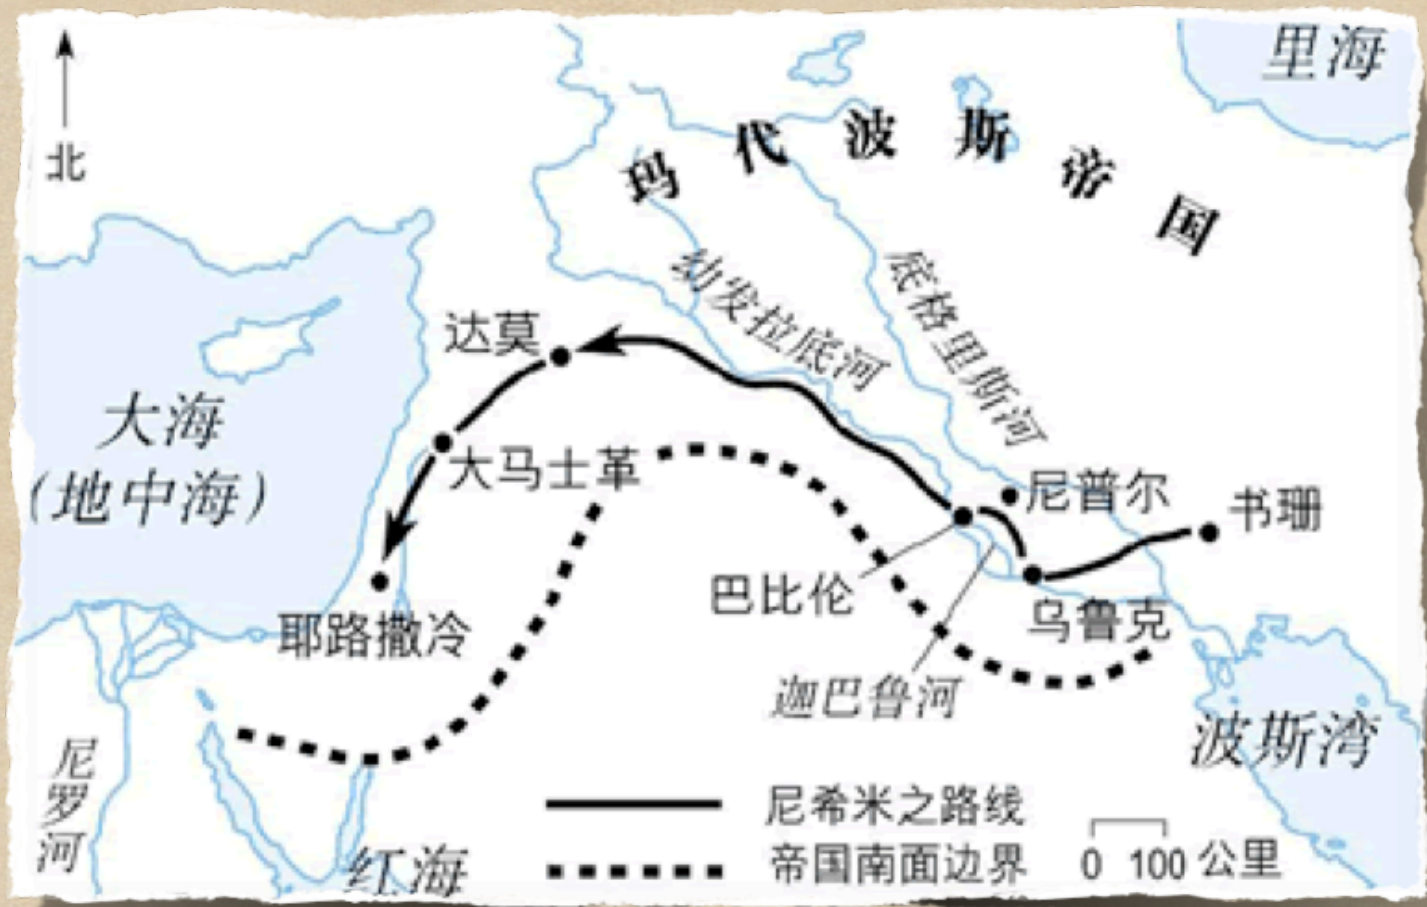 北
里海
玛代波斯帝国
幼发拉底河
底格里斯河
达莫
大海
(地中海)
大马士革
尼普尔
书珊
巴比伦
乌鲁克
耶路撒冷
迦巴鲁河
波斯湾
尼罗河
红海
尼希米之路线
帝国南面边界
0 100 公里